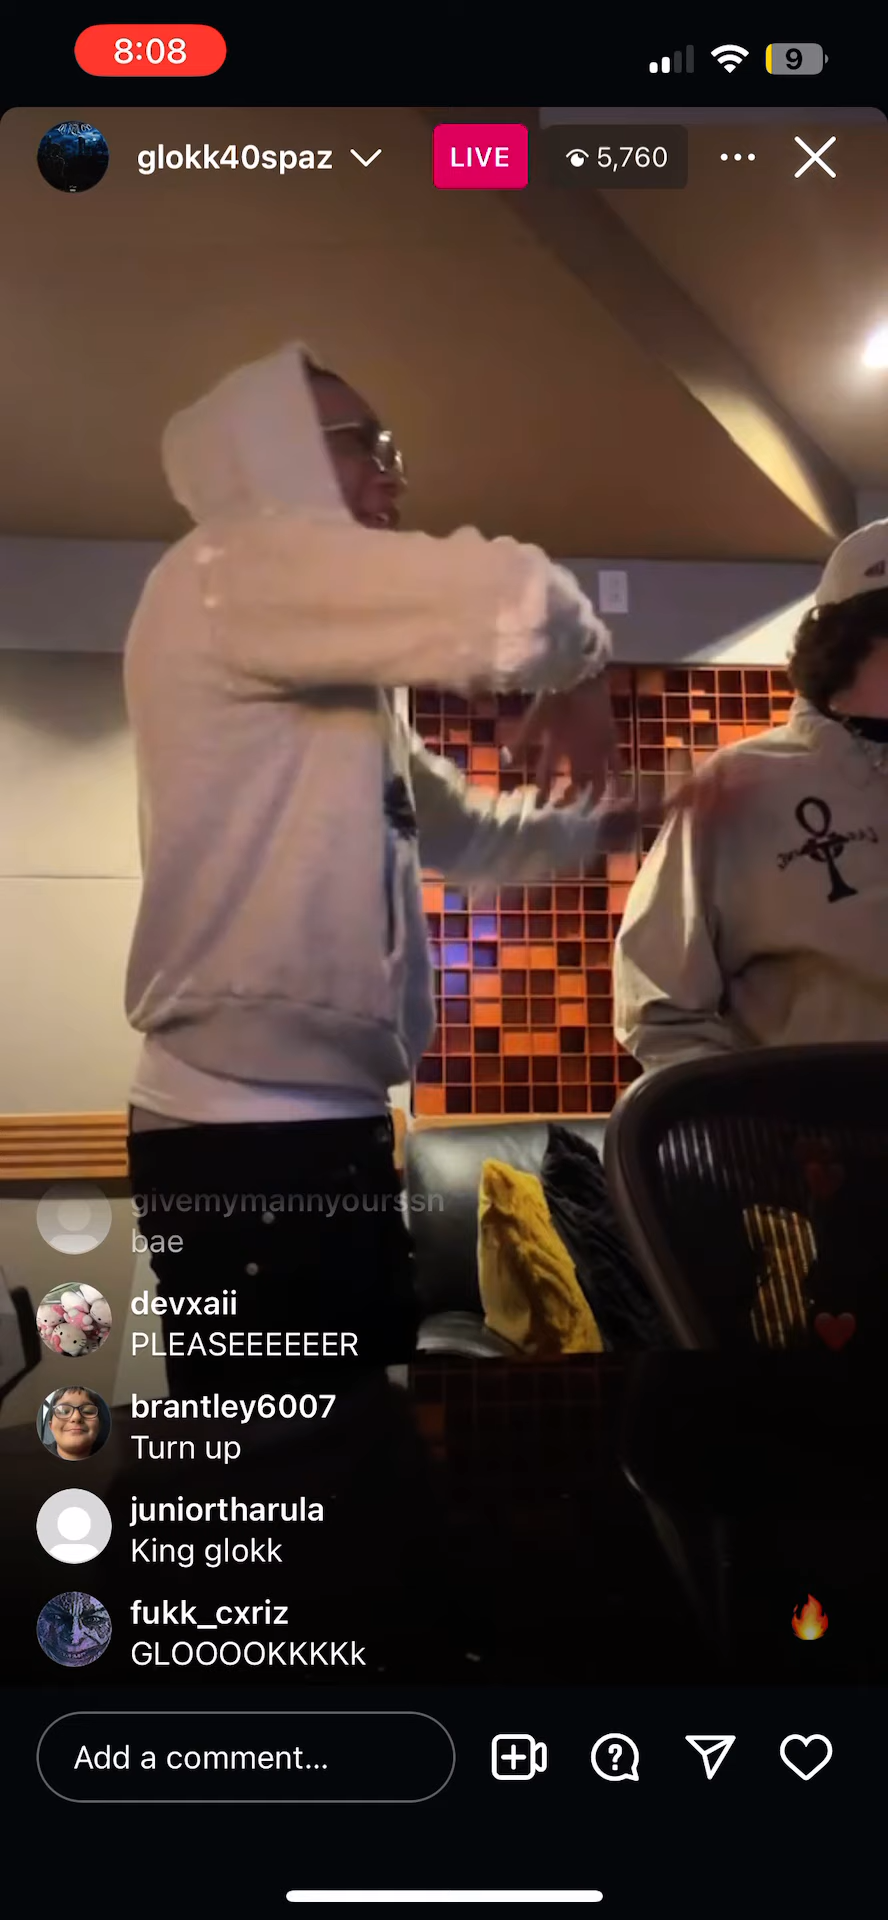 8:08
9
glokk40spaz
LIVE
5,760
givemymannyourssn
bae
devxaii
PLEASEEEEEER
brantley6007
Turn up
juniortharula
King glokk
fukk_cxriz
GLOOOOKKKKk
Add a comment...